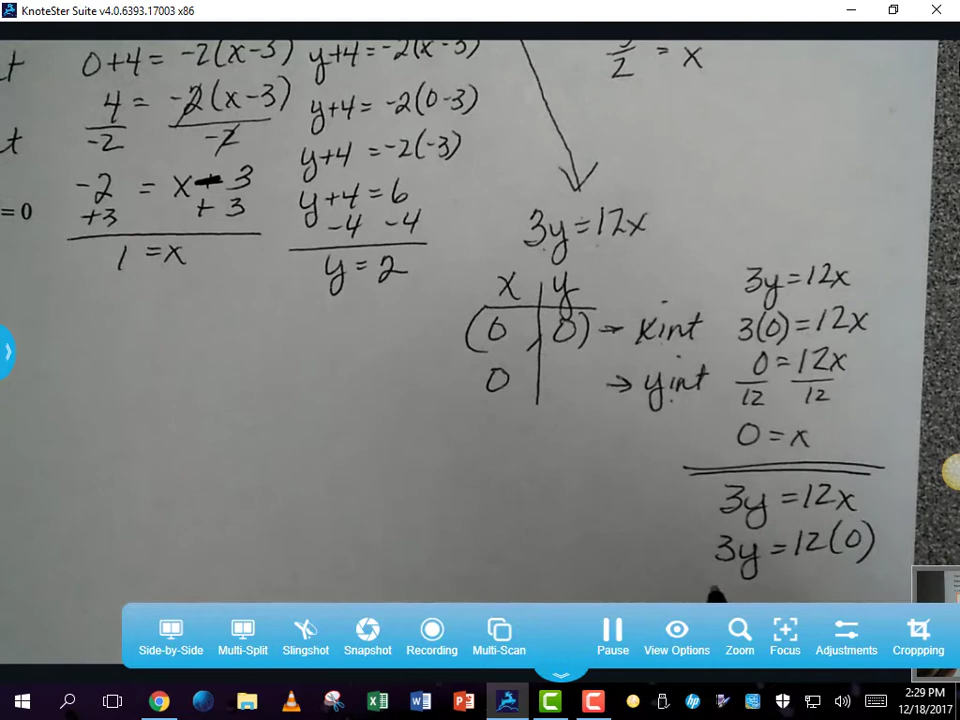 KnoteSter Suite v4.0.6393.17003 x86
t
0+4 = -2(x-3)
4 = -2(x-3)
-2 -2
t
-2 = x - 3
+3 + 3
= 0
1 = x
y+4 = -2(x-3)
y+4 = -2(0-3)
y+4 = -2(-3)
y+4 = 6
-4 -4
y = 2
3/2 = x
3y = 12x
x y
(0, 0) → x int
0 → y int
3y = 12x
3(0) = 12x
0 = 12x
12 12
0 = x
3y = 12x
3y = 12(0)
Side-by-Side Multi-Split Slingshot Snapshot Recording Multi-Scan Pause View Options Zoom Focus Adjustments Croppping
2:29 PM
12/18/2017